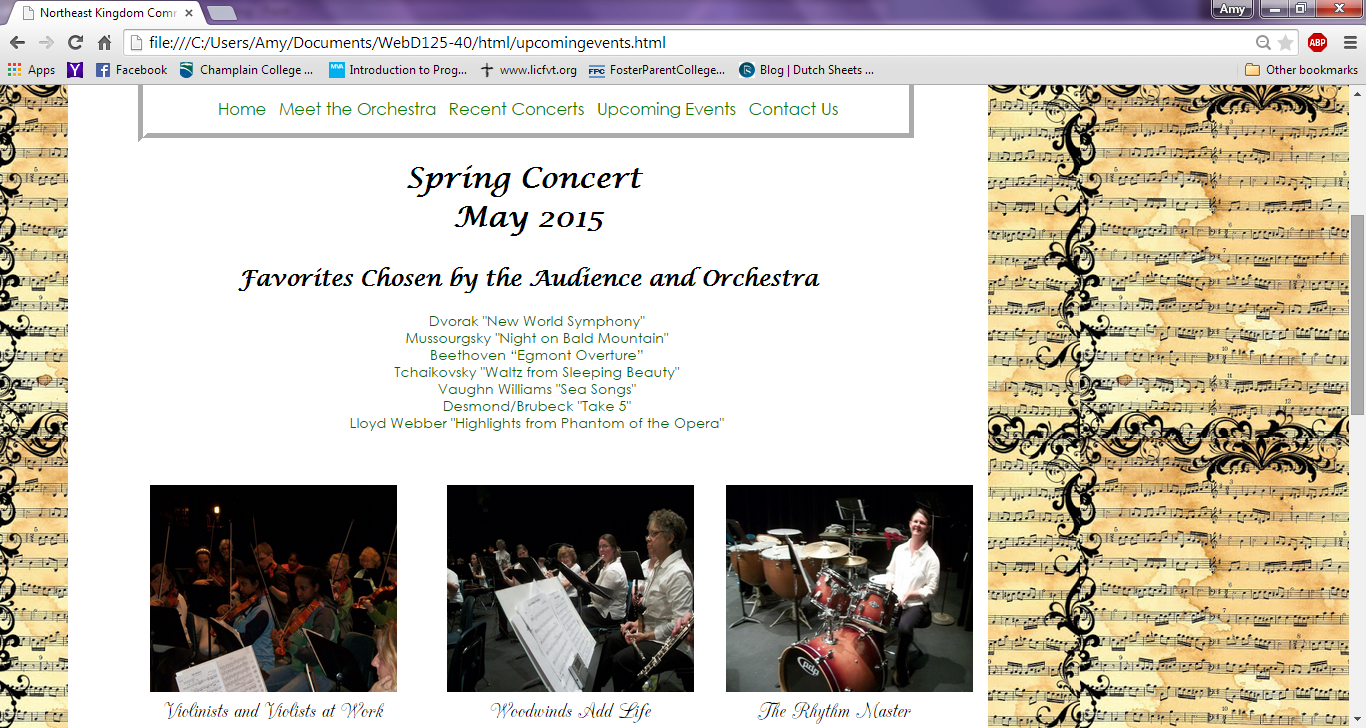 Northeast Kingdom Com
Amy
file:///C:/Users/Amy/Documents/WebD125-40/html/upcomingevents.html
ABP
Apps Facebook Champlain College ... MVA Introduction to Prog... www.licfvt.org FPC FosterParentCollege... Blog | Dutch Sheets ... Other bookmarks
Home Meet the Orchestra Recent Concerts Upcoming Events Contact Us
Spring Concert
May 2015
Favorites Chosen by the Audience and Orchestra
Dvorak "New World Symphony"
Mussourgsky "Night on Bald Mountain"
Beethoven “Egmont Overture”
Tchaikovsky "Waltz from Sleeping Beauty"
Vaughn Williams "Sea Songs"
Desmond/Brubeck "Take 5"
Lloyd Webber "Highlights from Phantom of the Opera"
pdp
Violinists and Violists at Work Woodwinds Add Life The Rhythm Master